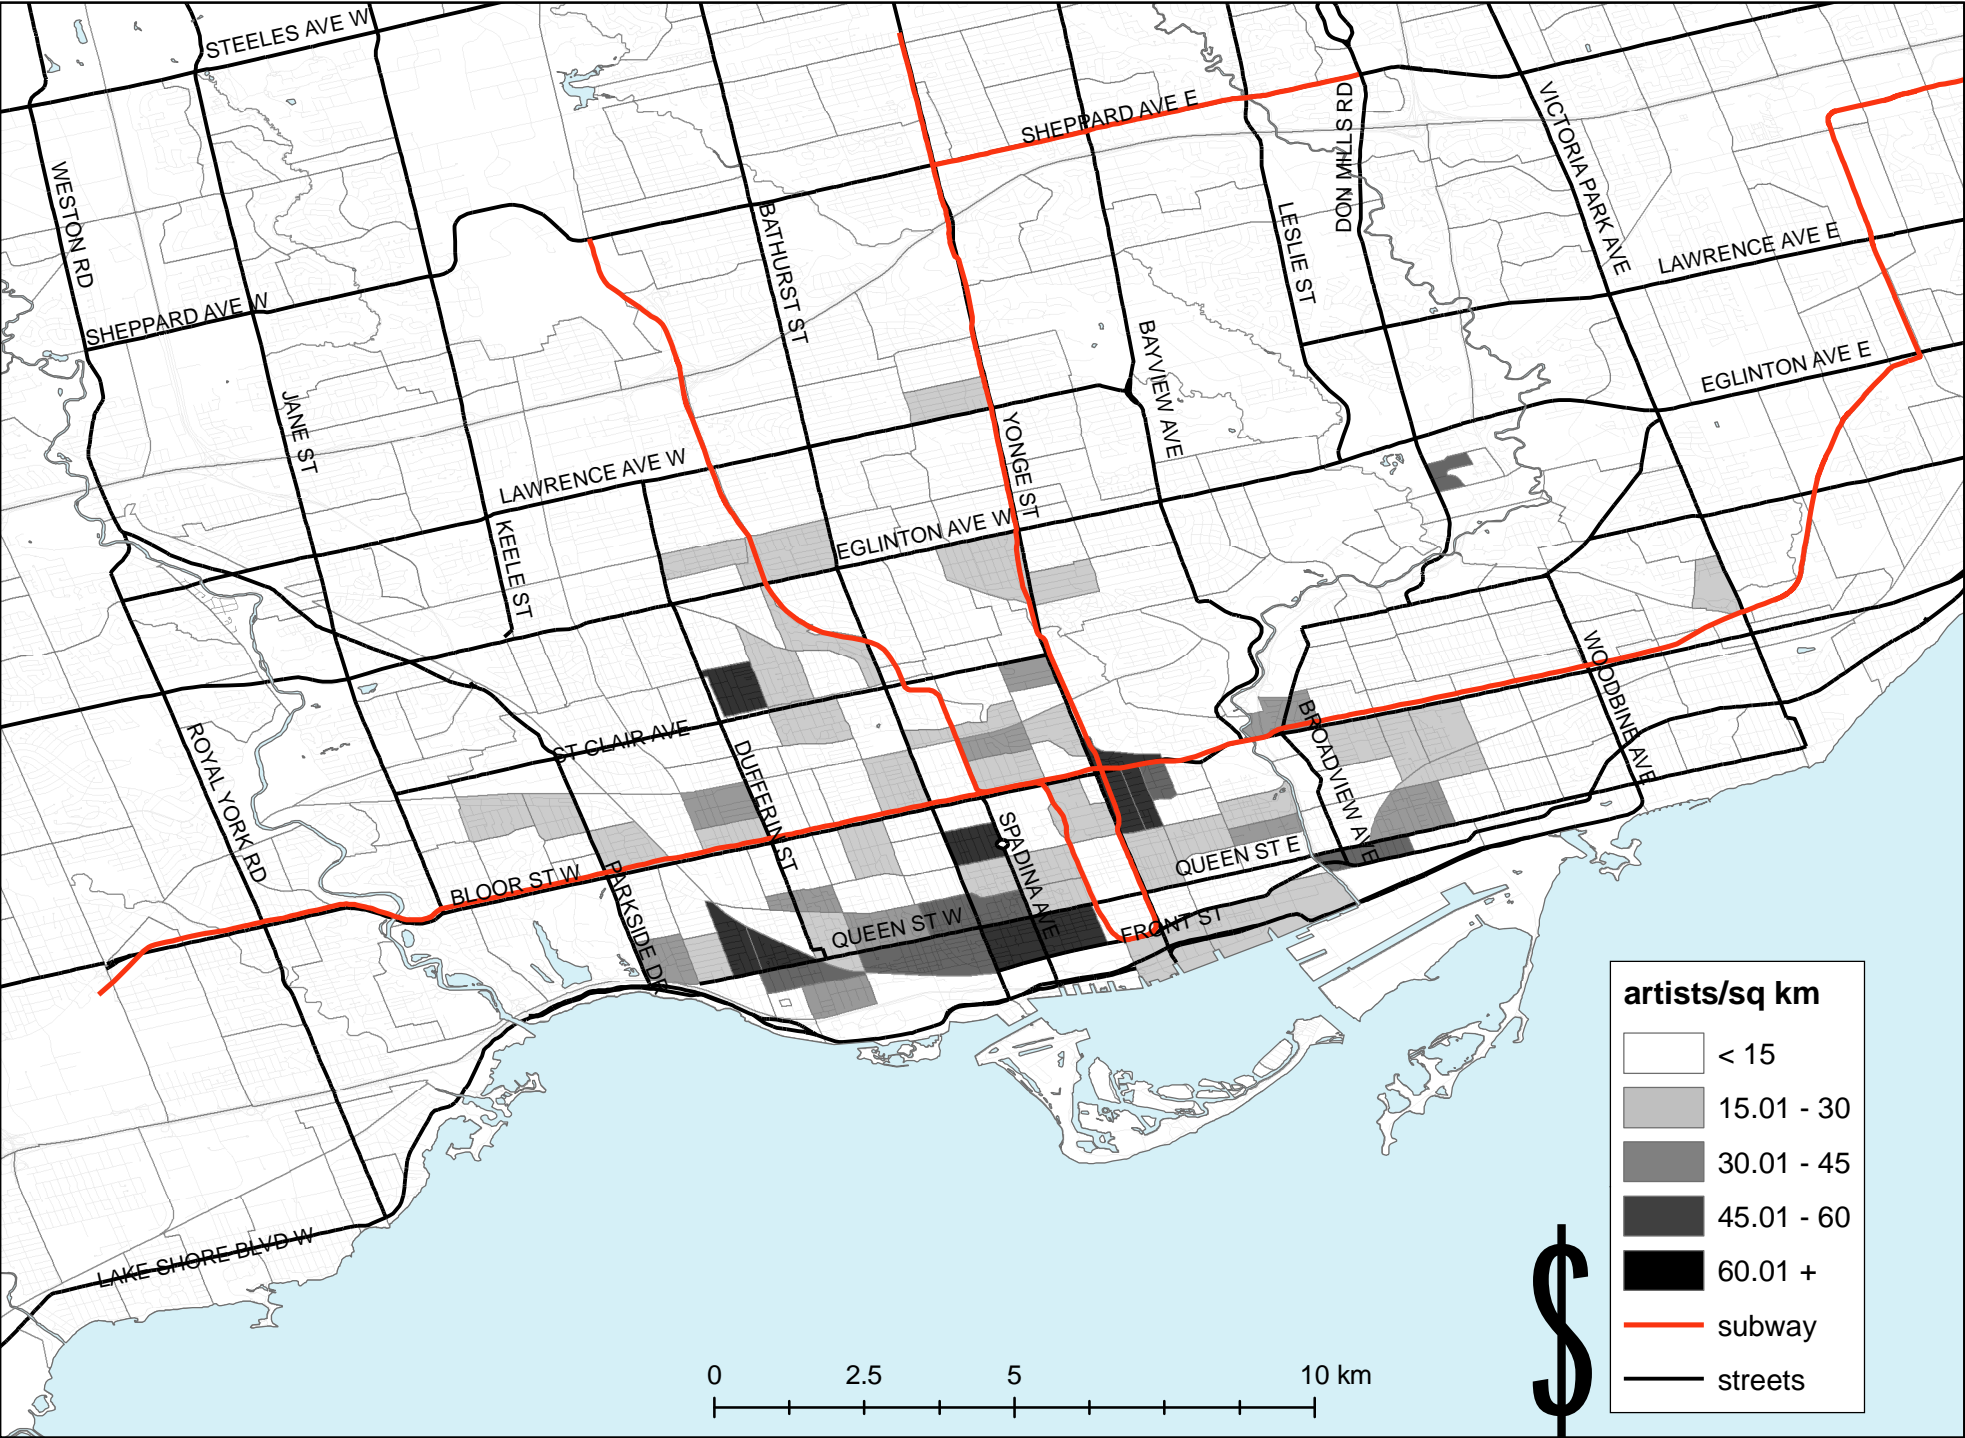 STEELES AVE W
SHEPPARD AVE E
DON MILLS RD
VICTORIA PARK AVE
WESTON RD
BATHURST ST
LESLIE ST
LAWRENCE AVE E
SHEPPARD AVE W
BAYVIEW AVE
EGLINTON AVE E
JANE ST
YONGE ST
LAWRENCE AVE W
KEELE ST
EGLINTON AVE W
WOODBINE AVE
ROYAL YORK RD
ST CLAIR AVE
DUFFERIN ST
BROADVIEW AVE
SPADINA AVE
QUEEN ST E
BLOOR ST W
PARKSIDE DR
QUEEN ST W
FRONT ST
LAKE SHORE BLVD W
artists/sq km
< 15
15.01 - 30
30.01 - 45
45.01 - 60
60.01 +
subway
streets
0 2.5 5 10 km
$